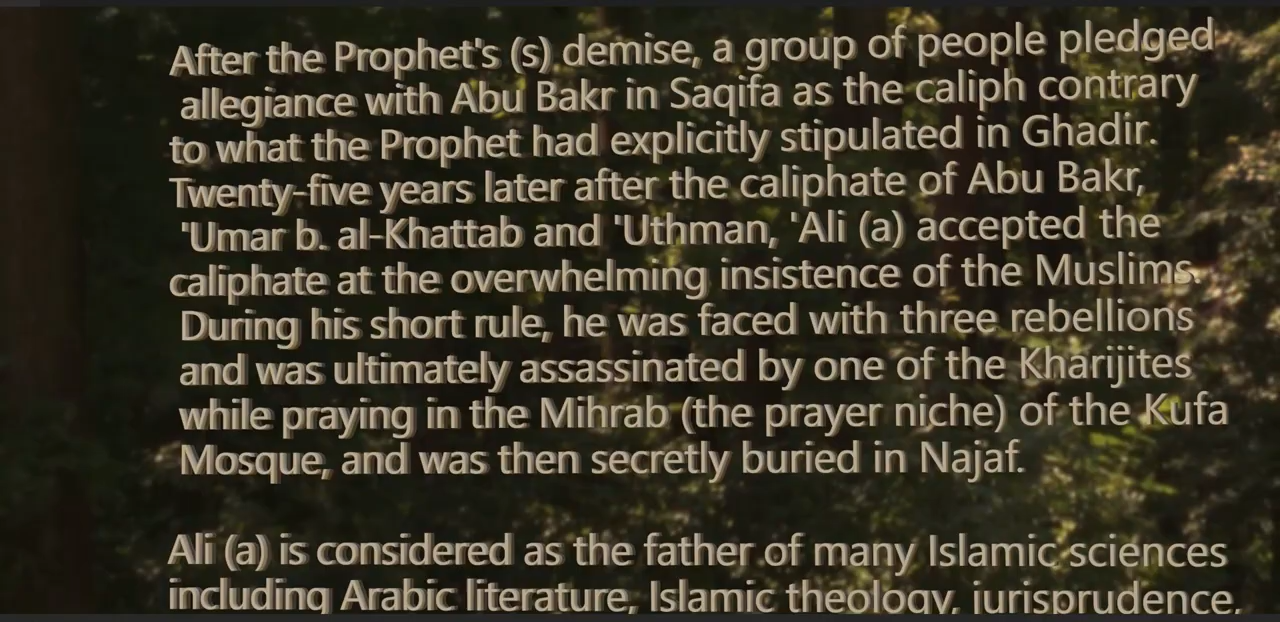 After the Prophet's (s) demise, a group of people pledged
allegiance with Abu Bakr in Saqifa as the caliph contrary
to what the Prophet had explicitly stipulated in Ghadir.
Twenty-five years later after the caliphate of Abu Bakr,
'Umar b. al-Khattab and 'Uthman, 'Ali (a) accepted the
caliphate at the overwhelming insistence of the Muslims.
During his short rule, he was faced with three rebellions
and was ultimately assassinated by one of the Kharijites
while praying in the Mihrab (the prayer niche) of the Kufa
Mosque, and was then secretly buried in Najaf.
Ali (a) is considered as the father of many Islamic sciences
including Arabic literature, Islamic theology, jurisprudence,